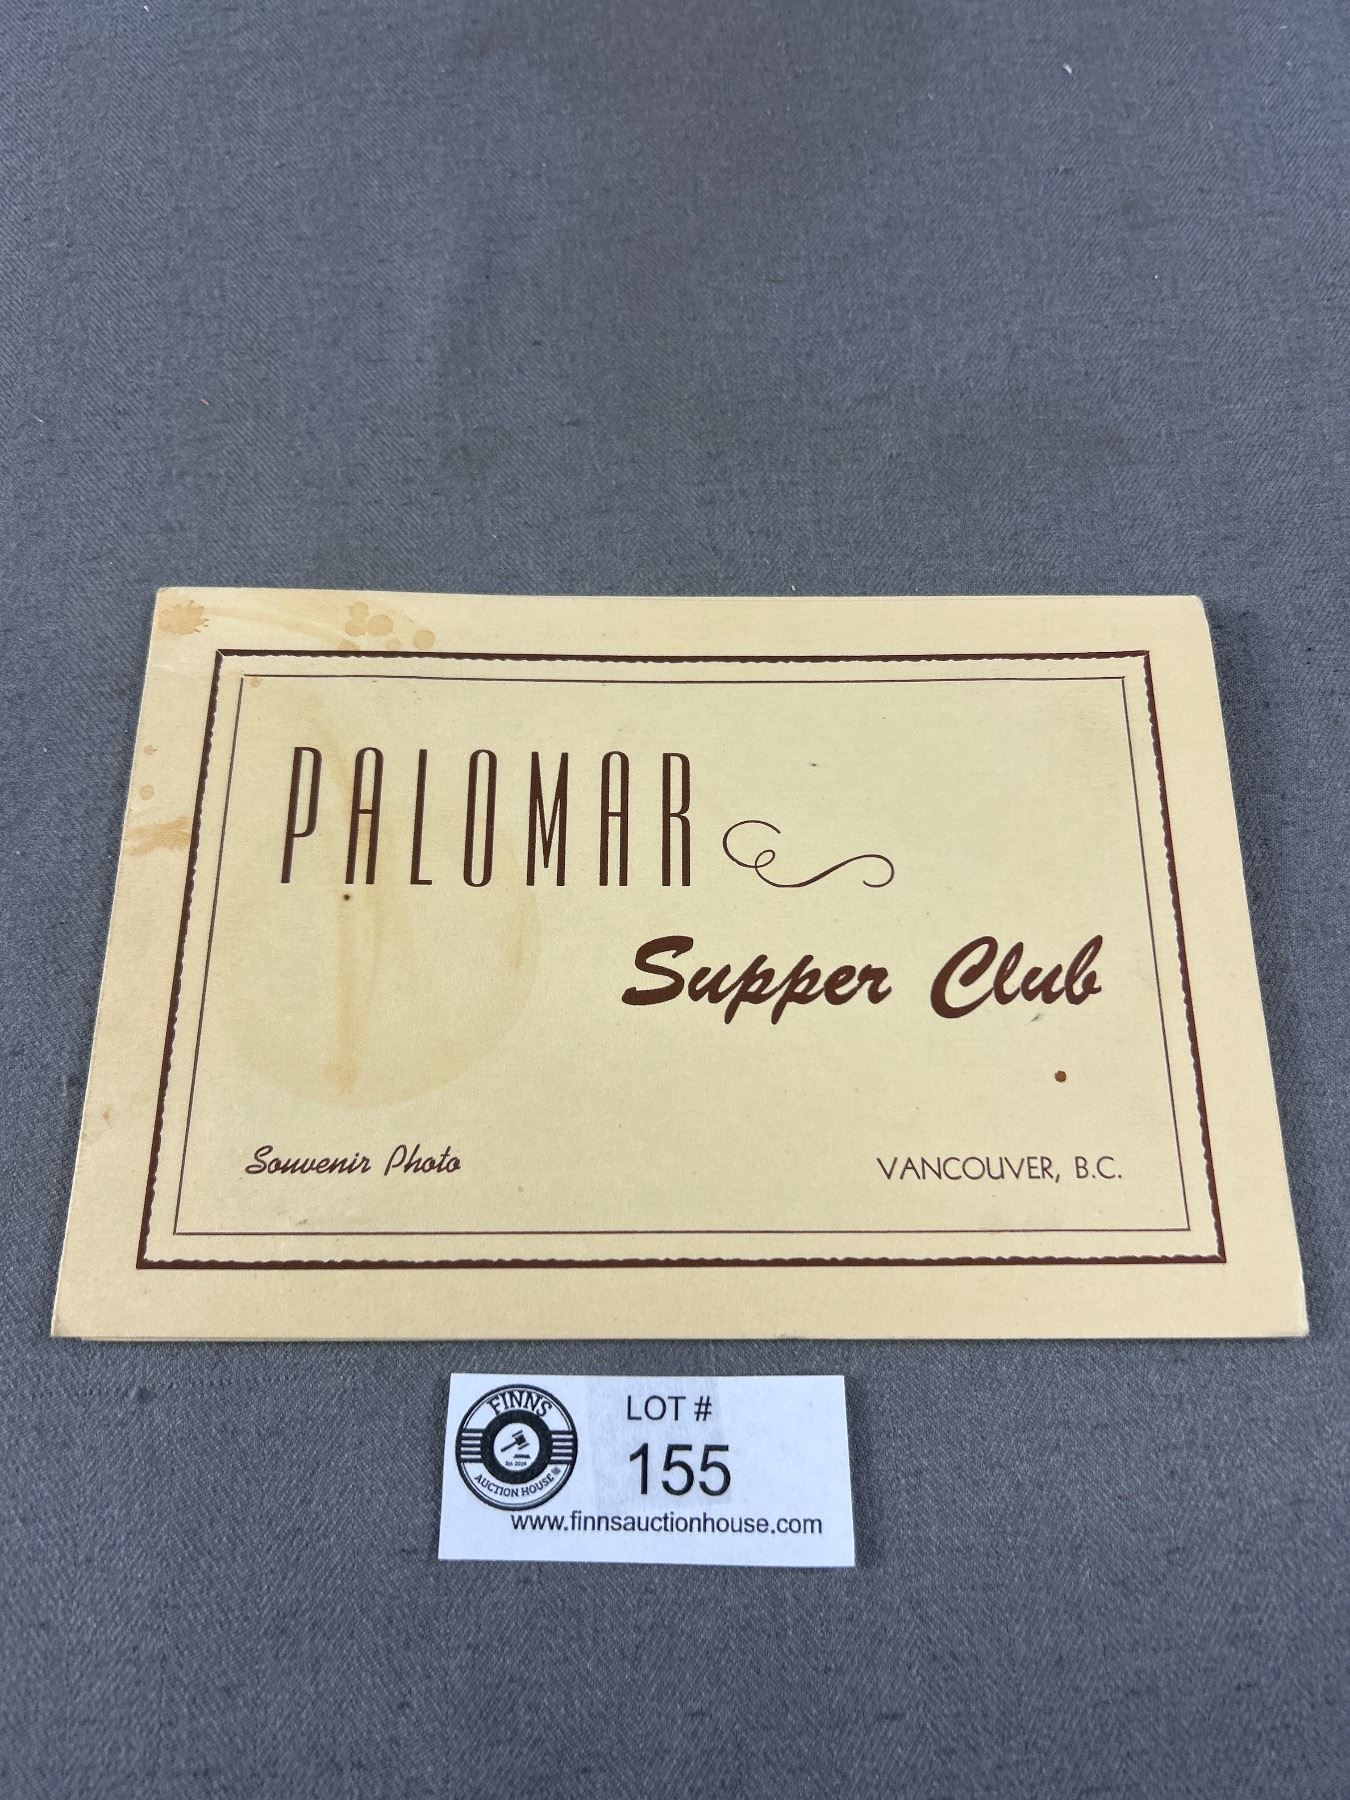 PALOMAR
Supper Club
Souvenir Photo
VANCOUVER, B.C.
FINNS
AUCTION HOUSE
LOT #
155
www.finnsauctionhouse.com